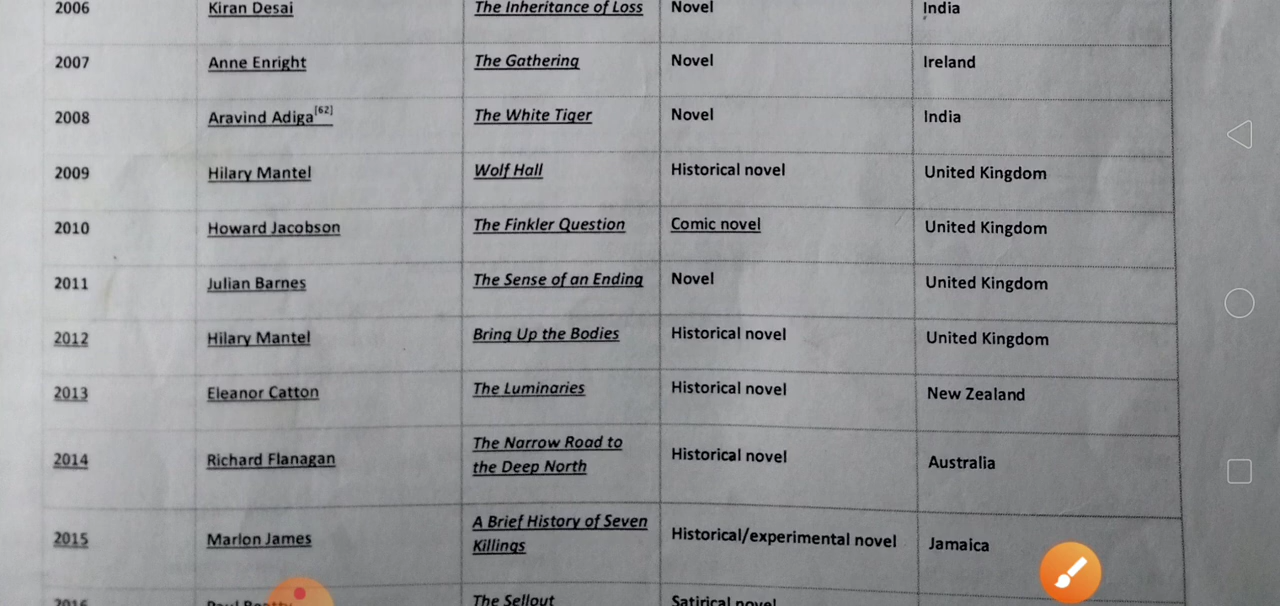 2006 Kiran Desai The Inheritance of Loss Novel India
2007 Anne Enright The Gathering Novel Ireland
2008 Aravind Adiga[62] The White Tiger Novel India
2009 Hilary Mantel Wolf Hall Historical novel United Kingdom
2010 Howard Jacobson The Finkler Question Comic novel United Kingdom
2011 Julian Barnes The Sense of an Ending Novel United Kingdom
2012 Hilary Mantel Bring Up the Bodies Historical novel United Kingdom
2013 Eleanor Catton The Luminaries Historical novel New Zealand
2014 Richard Flanagan The Narrow Road to
the Deep North Historical novel Australia
2015 Marlon James A Brief History of Seven
Killings Historical/experimental novel Jamaica
2016 The Sellout Satirical novel